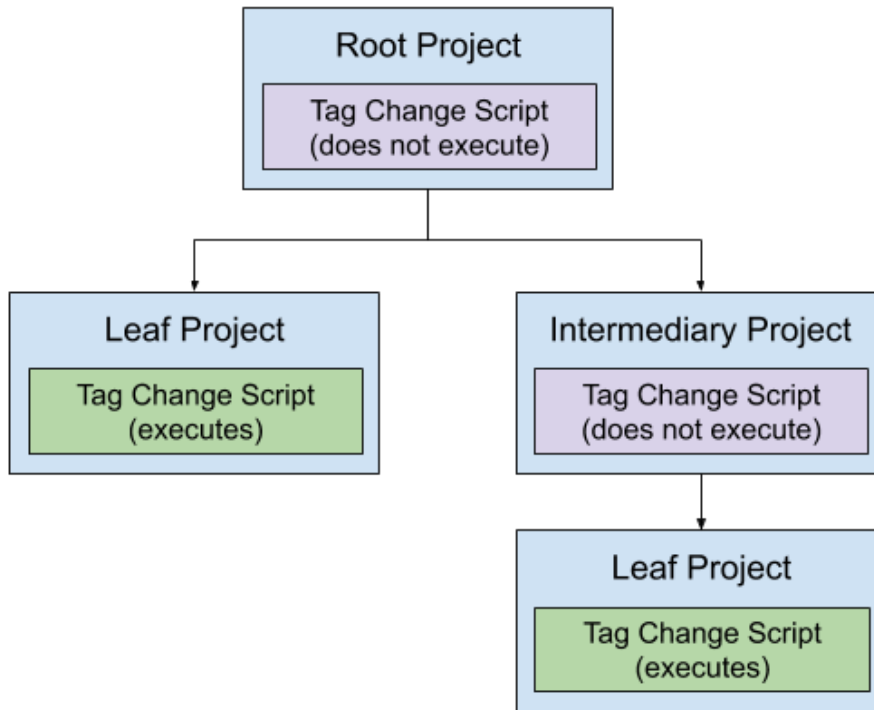 Root Project
Tag Change Script
(does not execute)
Leaf Project
Tag Change Script
(executes)
Intermediary Project
Tag Change Script
(does not execute)
Leaf Project
Tag Change Script
(executes)